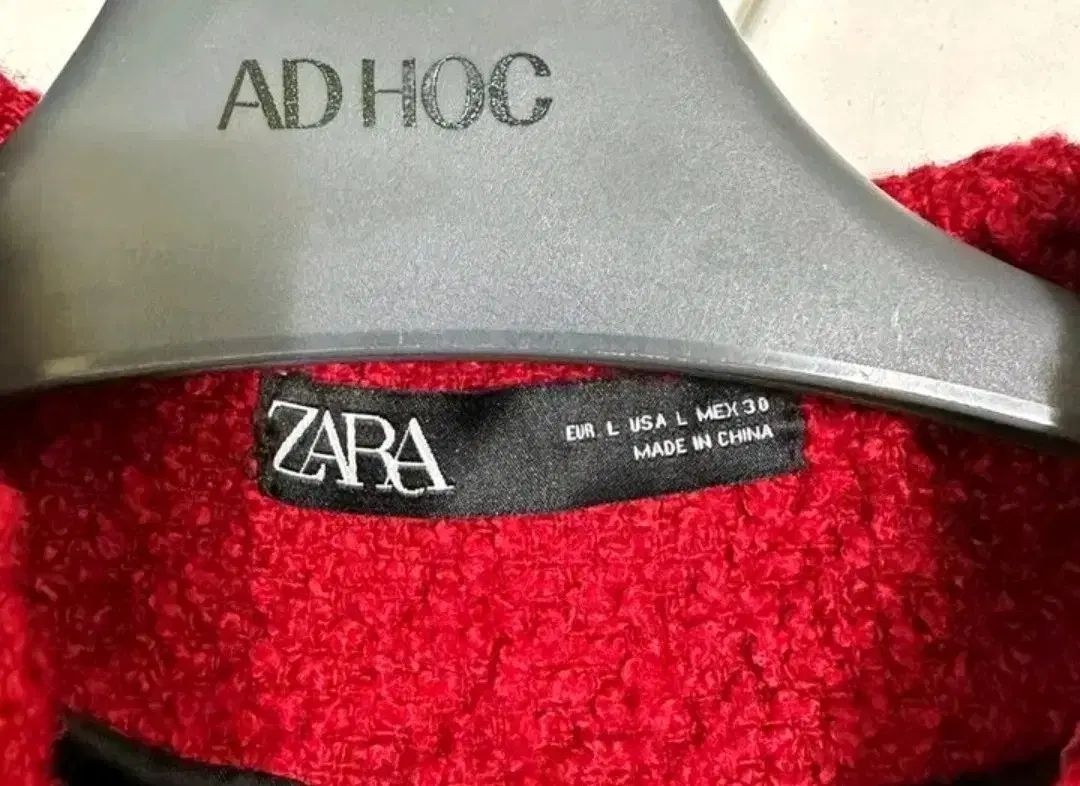 AD HOC
ZARA
EUR L USA L MEX 30
MADE IN CHINA